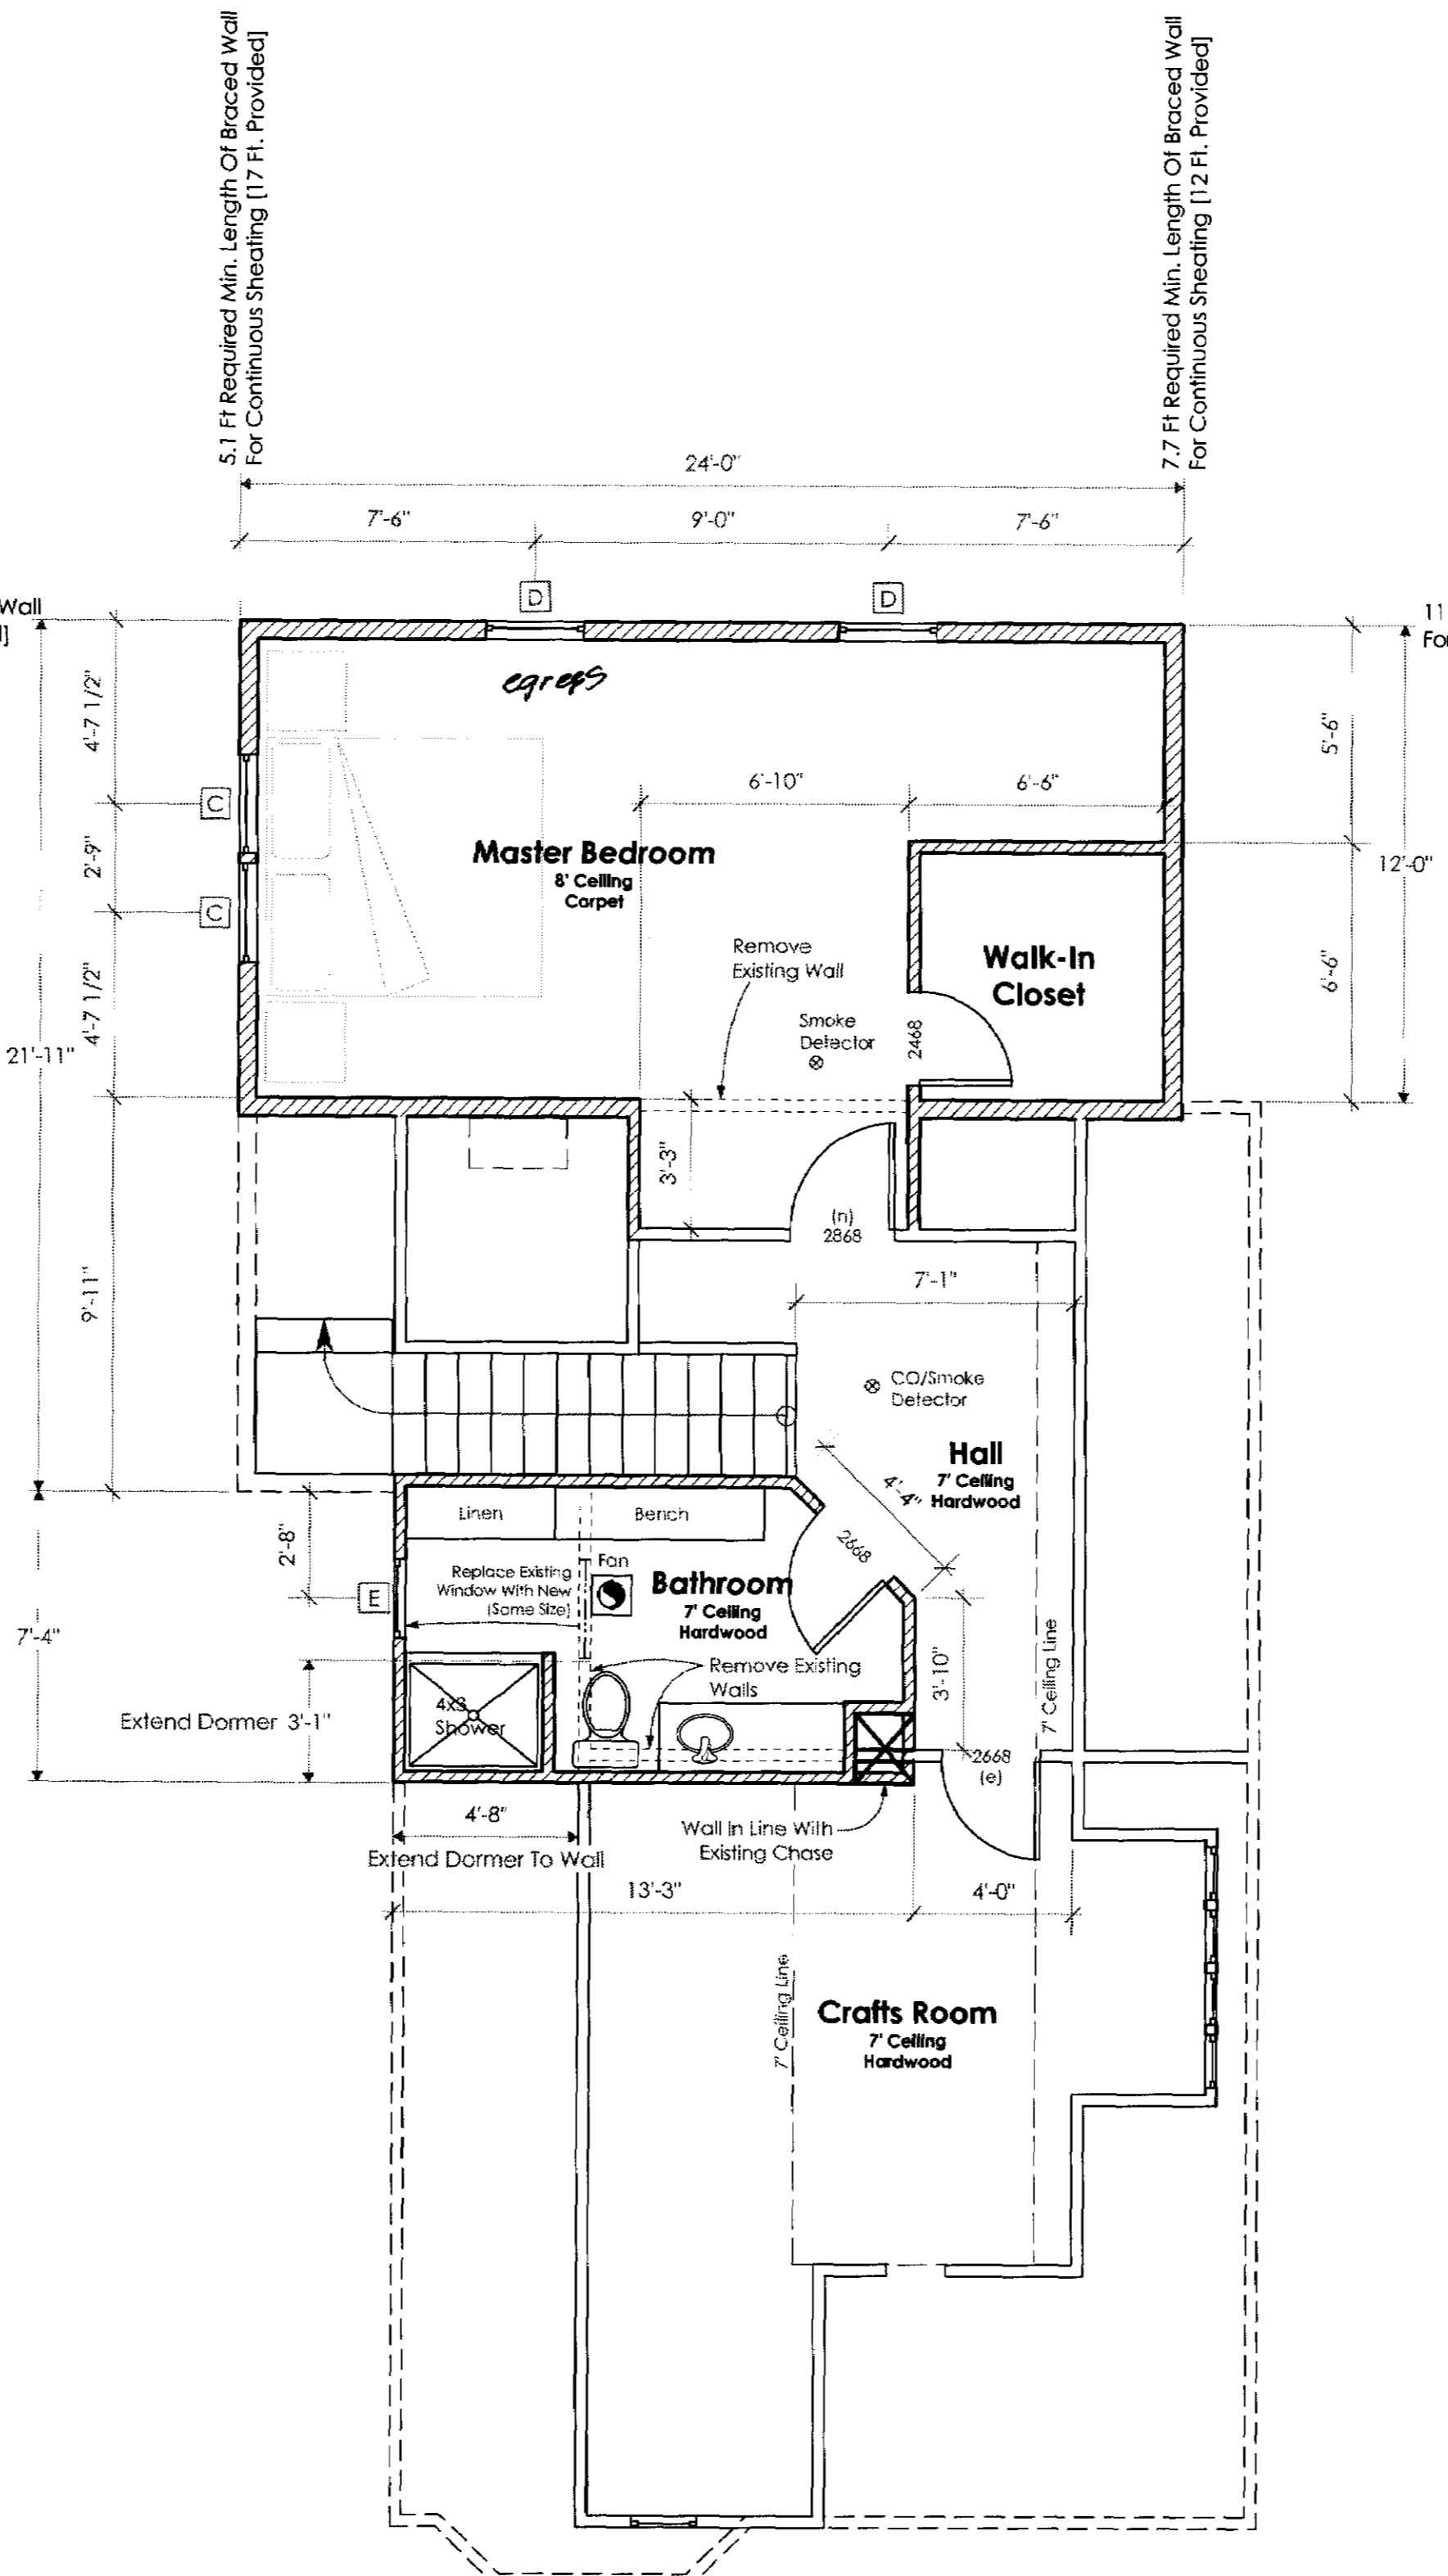 5.1 Ft Required Min. Length Of Braced Wall
For Continuous Sheating [17 Ft. Provided]
7.7 Ft Required Min. Length Of Braced Wall
For Continuous Sheating [12 Ft. Provided]
24'-0"
7'-6"
9'-0"
7'-6"
D
D
Wall
]
11
For
egress
4'-7 1/2"
5'-6"
C
6'-10"
6'-6"
2'-9"
Master Bedroom
8' Ceiling
Carpet
12'-0"
C
Remove
Existing Wall
Walk-In
Closet
4'-7 1/2"
6'-6"
Smoke
Detector
2468
21'-11"
3'-3"
(n)
2868
9'-11"
7'-1"
CO/Smoke
Detector
Hall
7' Ceiling
Hardwood
4'-4"
Linen
Bench
2'-8"
2668
Replace Existing
Window With New
(Same Size)
Fan
E
Bathroom
7' Ceiling
Hardwood
7'-4"
3'-10"
7' Ceiling Line
Remove Existing
Walls
4x3
Shower
Extend Dormer 3'-1"
2668
(e)
4'-8"
Wall In Line With
Existing Chase
Extend Dormer To Wall
13'-3"
4'-0"
7' Ceiling Line
Crafts Room
7' Ceiling
Hardwood